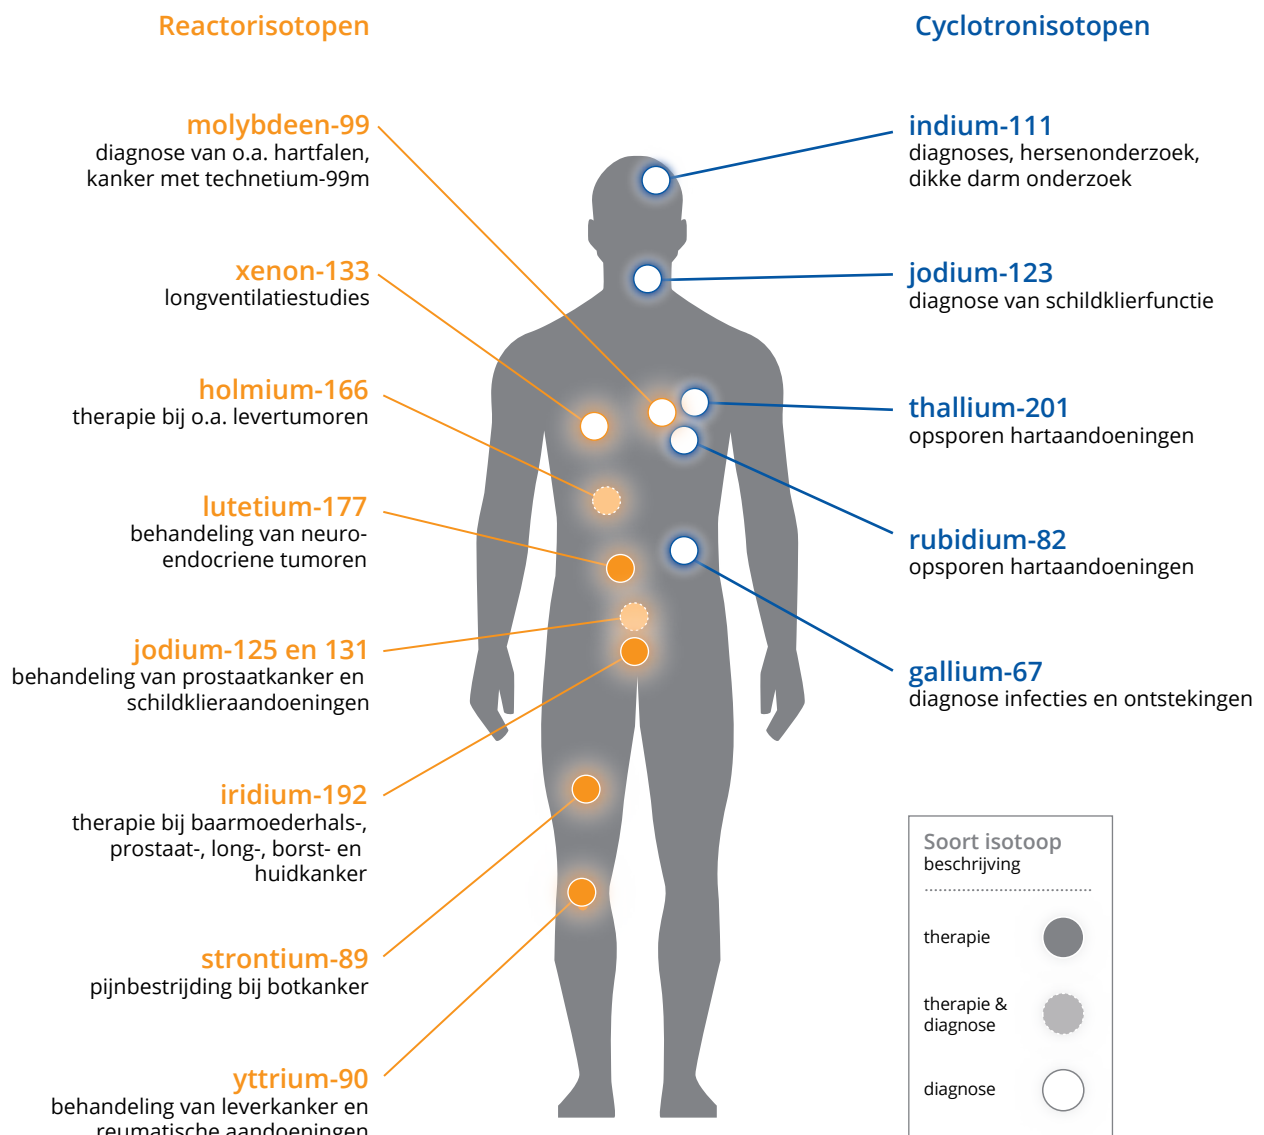 Reactorisotopen
molybdeen-99
diagnose van o.a. hartfalen,
kanker met technetium-99m
xenon-133
longventilatiestudies
holmium-166
therapie bij o.a. levertumoren
lutetium-177
behandeling van neuro-
endocriene tumoren
jodium-125 en 131
behandeling van prostaatkanker en
schildklieraandoeningen
iridium-192
therapie bij baarmoederhals-,
prostaat-, long-, borst- en
huidkanker
strontium-89
pijnbestrijding bij botkanker
yttrium-90
behandeling van leverkanker en
reumatische aandoeningen
Cyclotronisotopen
indium-111
diagnoses, hersenonderzoek,
dikke darm onderzoek
jodium-123
diagnose van schildklierfunctie
thallium-201
opsporen hartaandoeningen
rubidium-82
opsporen hartaandoeningen
gallium-67
diagnose infecties en ontstekingen
Soort isotoop
beschrijving
therapie
therapie &
diagnose
diagnose